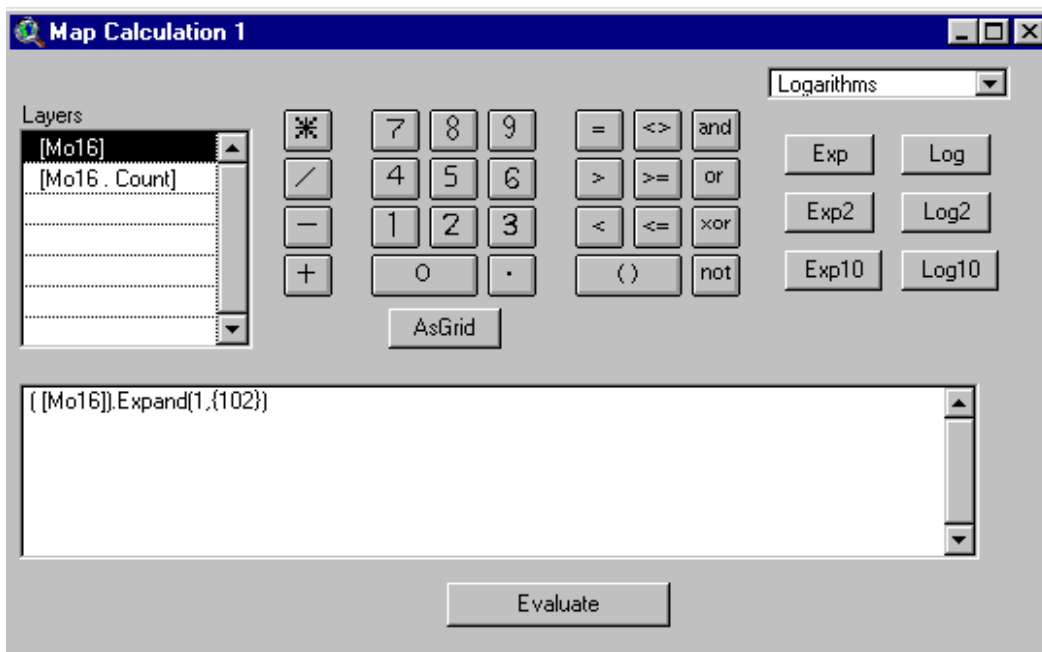 Map Calculation 1
Logarithms
Layers
[Mo16]
[Mo16 . Count]
* 7 8 9 = <> and
/ 4 5 6 > >= or
- 1 2 3 < <= xor
+ 0 . ( ) not
AsGrid
Exp Log
Exp2 Log2
Exp10 Log10
( [Mo16]).Expand(1,{102})
Evaluate